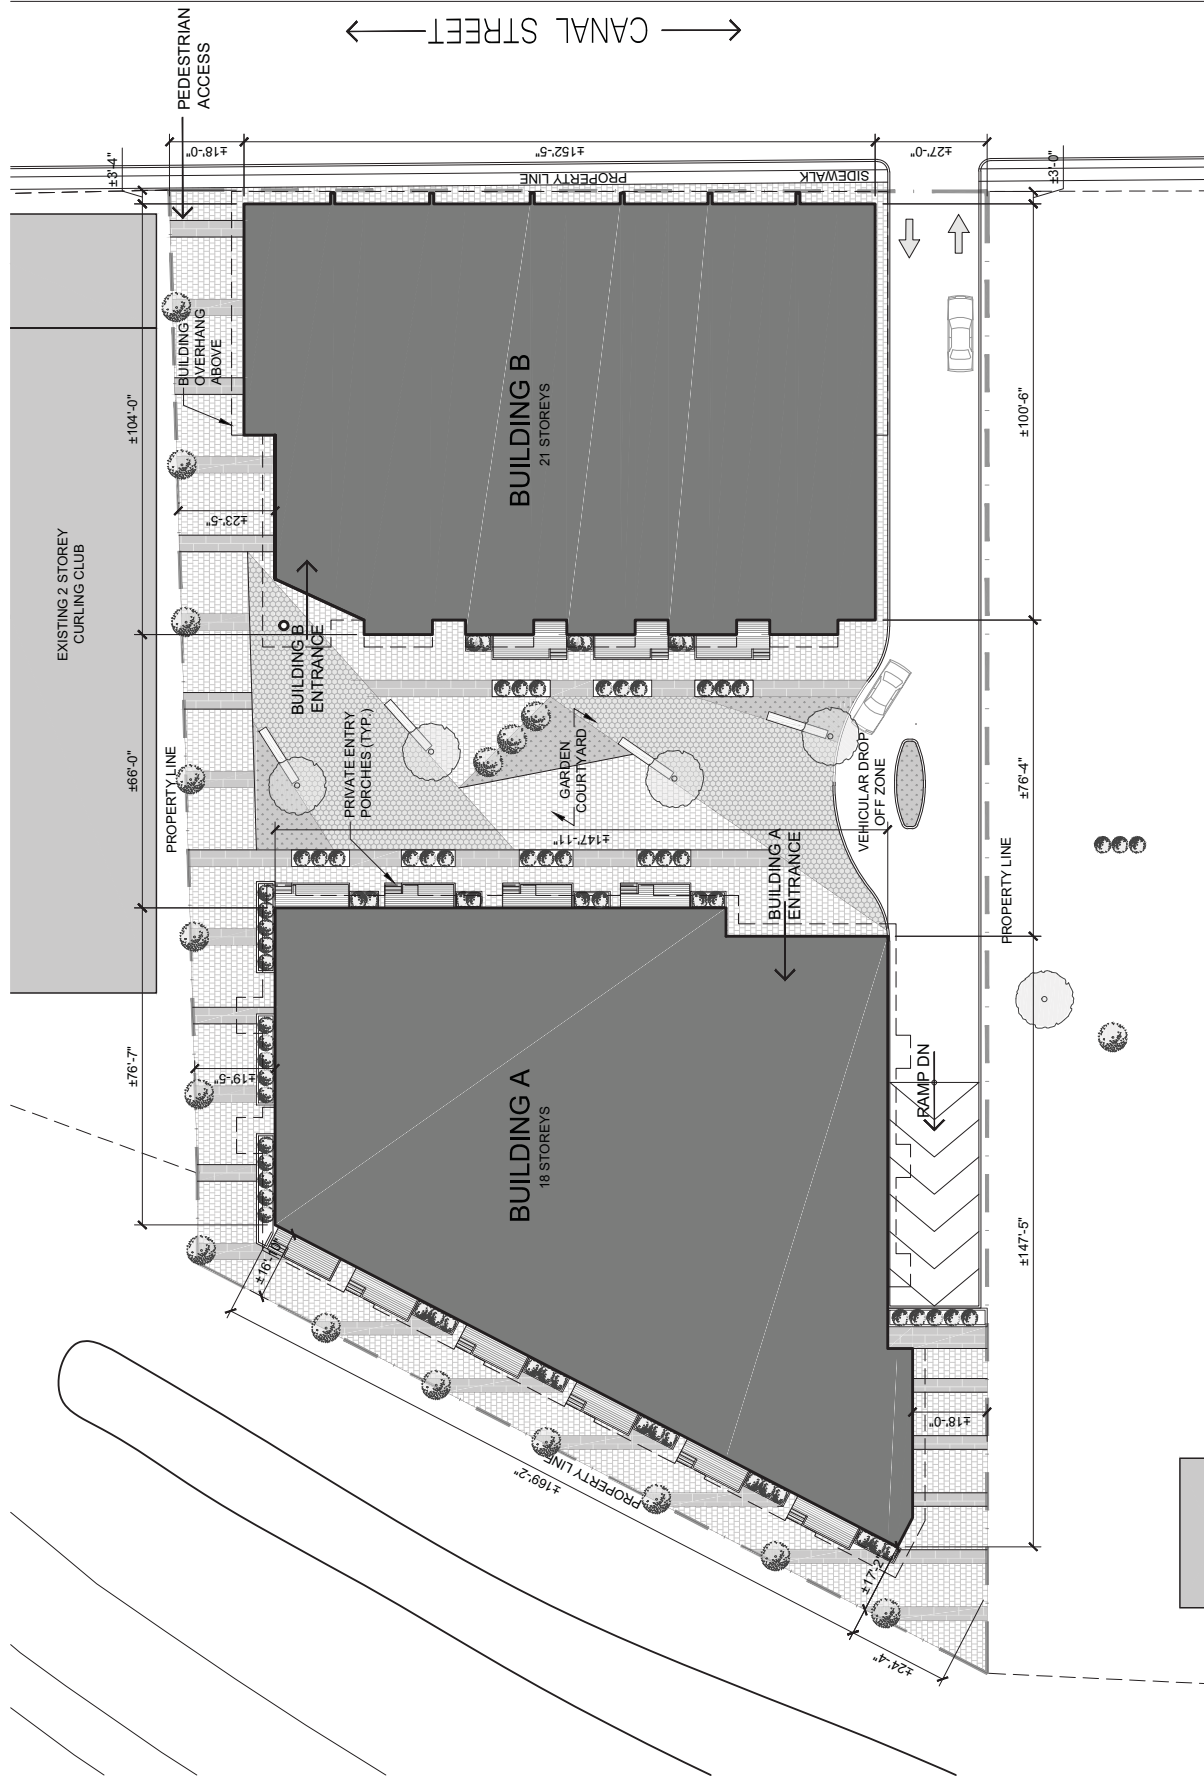 CANAL STREET
PEDESTRIAN
ACCESS
±3'-4"
±18'-0"
±152'-5"
±27'-0"
±3'-0"
PROPERTY LINE
SIDEWALK
BUILDING
OVERHANG
ABOVE
±104'-0"
BUILDING B
21 STOREYS
±100'-6"
EXISTING 2 STOREY
CURLING CLUB
±23'-5"
BUILDING B
ENTRANCE
PROPERTY LINE
±66'-0"
PRIVATE ENTRY
PORCHES (TYP.)
GARDEN
COURTYARD
±147'-11"
VEHICULAR DROP
OFF ZONE
±76'-4"
BUILDING A
ENTRANCE
PROPERTY LINE
±76'-7"
±19'-5"
BUILDING A
18 STOREYS
RAMP DN
±147'-5"
±16'-10"
±169'-2"
PROPERTY LINE
±18'-0"
±17'-2"
±24'-4"